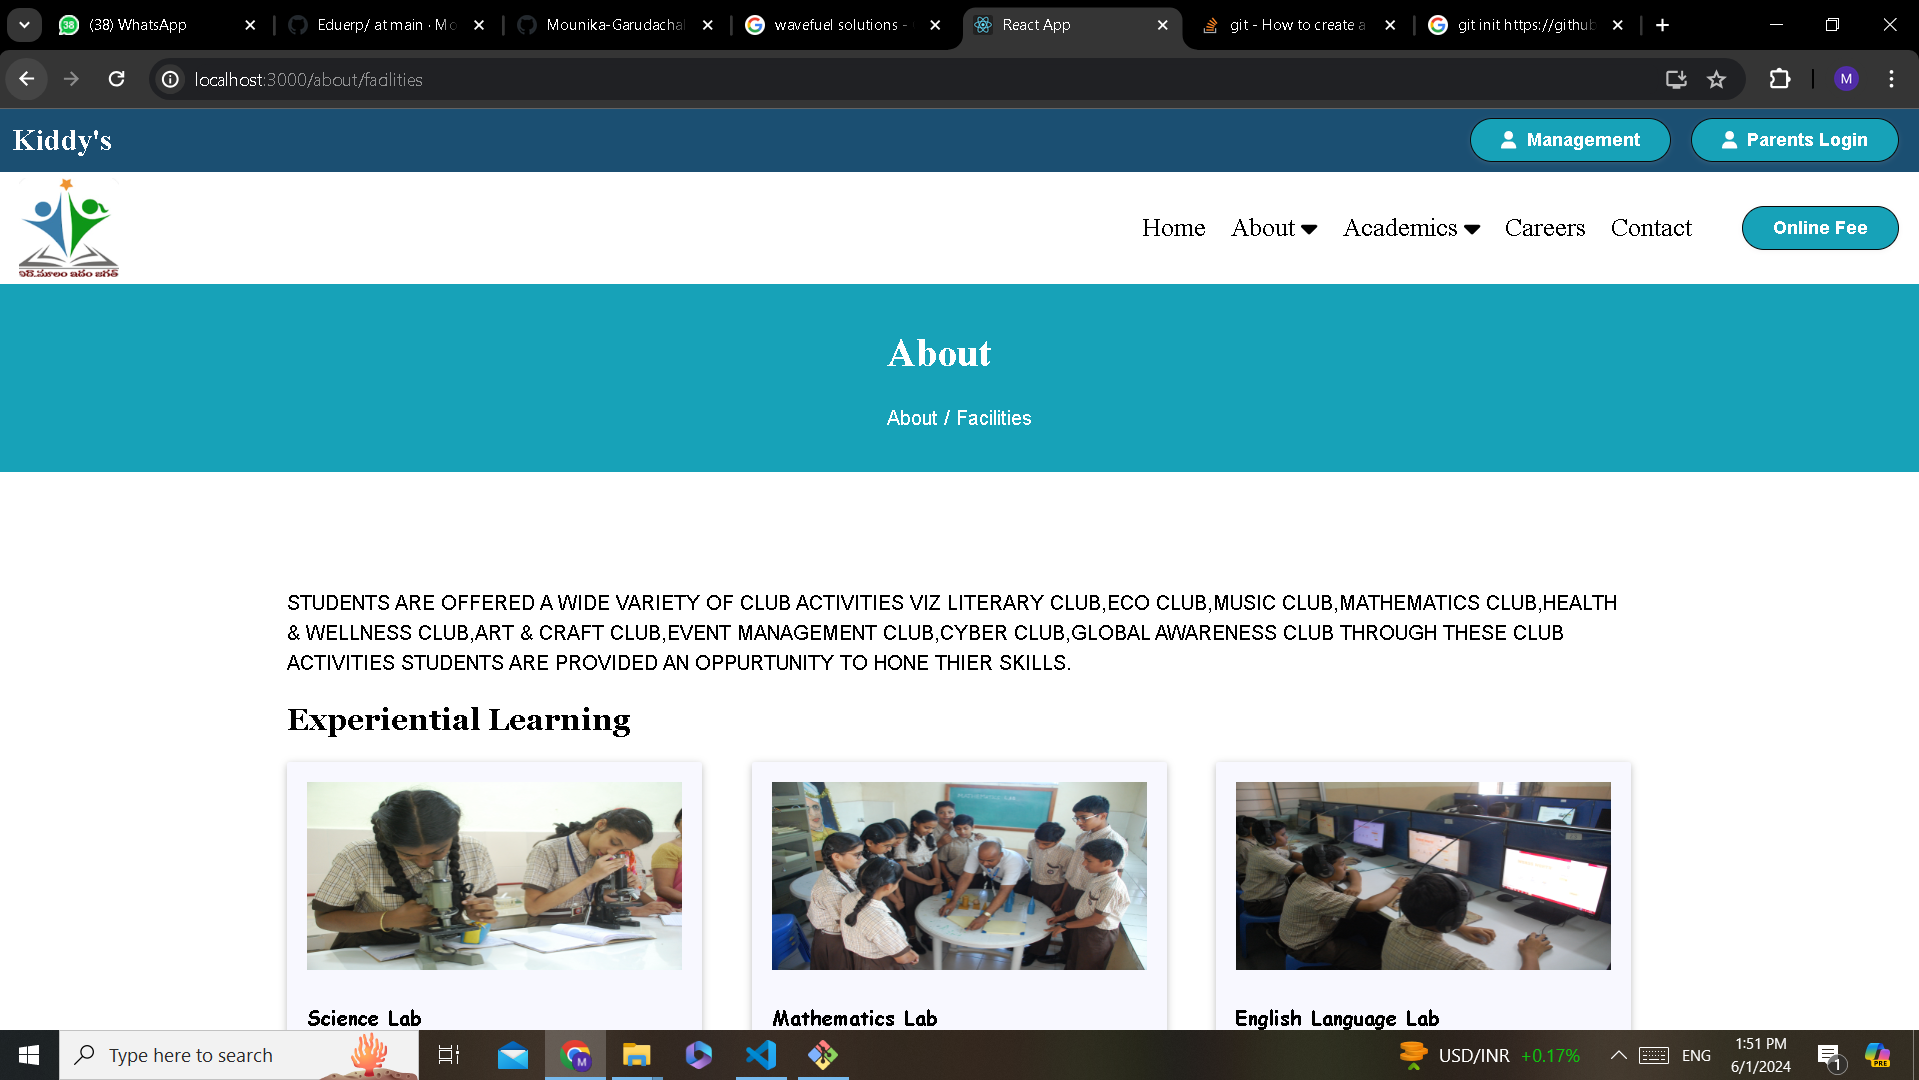 (38) WhatsApp
Eduerp/ at main · Mo
Mounika-Garudachal
wavefuel solutions -
React App
git - How to create a
git init https://github
localhost:3000/about/facilities
M
Kiddy's
Management
Parents Login
Home
About
Academics
Careers
Contact
Online Fee
About
About / Facilities
STUDENTS ARE OFFERED A WIDE VARIETY OF CLUB ACTIVITIES VIZ LITERARY CLUB,ECO CLUB,MUSIC CLUB,MATHEMATICS CLUB,HEALTH
& WELLNESS CLUB,ART & CRAFT CLUB,EVENT MANAGEMENT CLUB,CYBER CLUB,GLOBAL AWARENESS CLUB THROUGH THESE CLUB
ACTIVITIES STUDENTS ARE PROVIDED AN OPPURTUNITY TO HONE THIER SKILLS.
Experiential Learning
Science Lab
Mathematics Lab
English Language Lab
Type here to search
USD/INR +0.17%
ENG
1:51 PM
6/1/2024
1
PRE